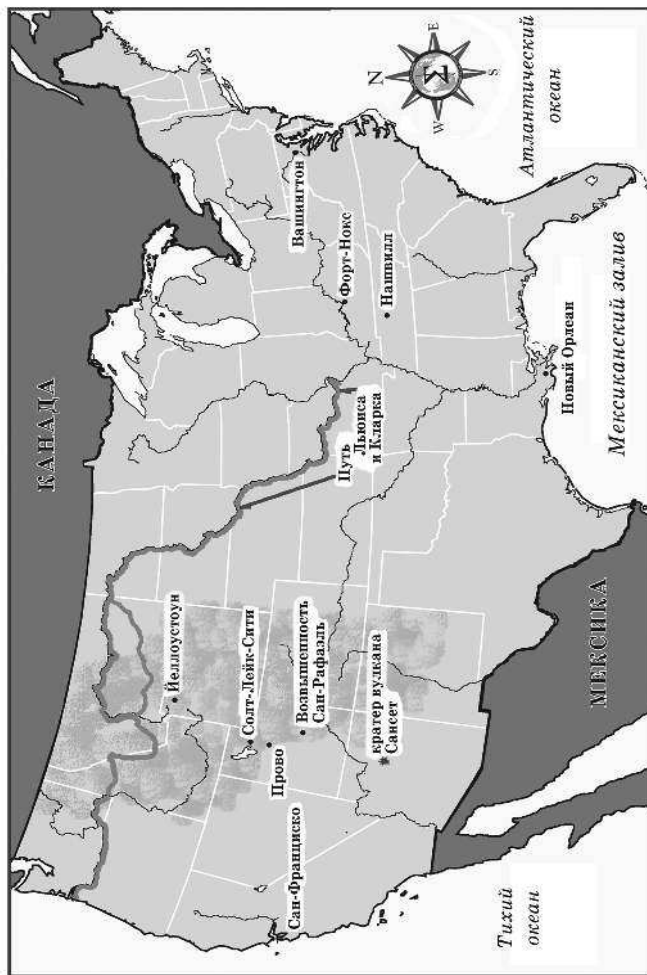 КАНАДА
N
E
S
W
Σ
Атлантический
океан
Вашингтон
Форт-Нокс
Нашвилл
Путь
Льюиса
и Кларка
Йеллоустоун
Солт-Лейк-Сити
Прово
Возвышенность
Сан-Рафаэль
Сан-Франциско
кратер вулкана
Сансет
Новый Орлеан
Мексиканский залив
МЕКСИКА
Тихий
океан